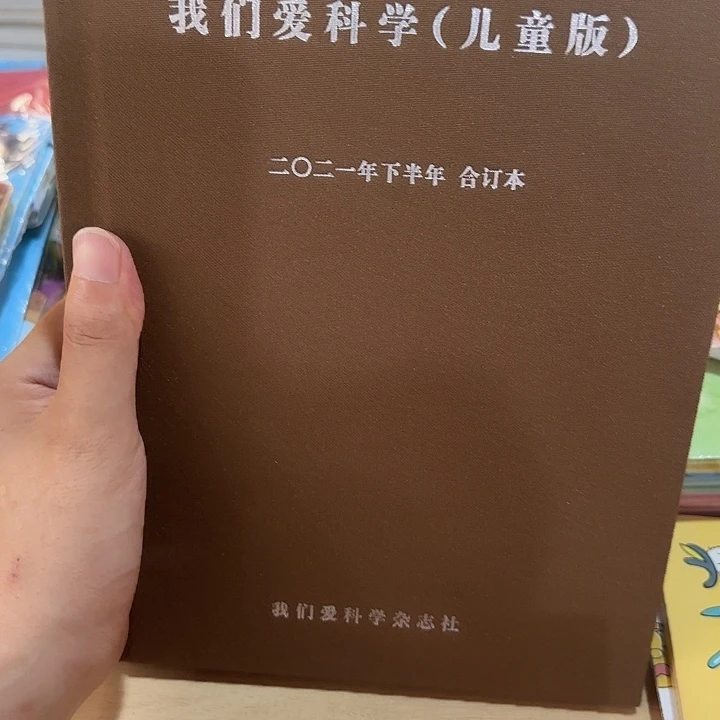 我们爱科学(儿童版)
二〇二一年下半年 合订本
我们爱科学杂志社